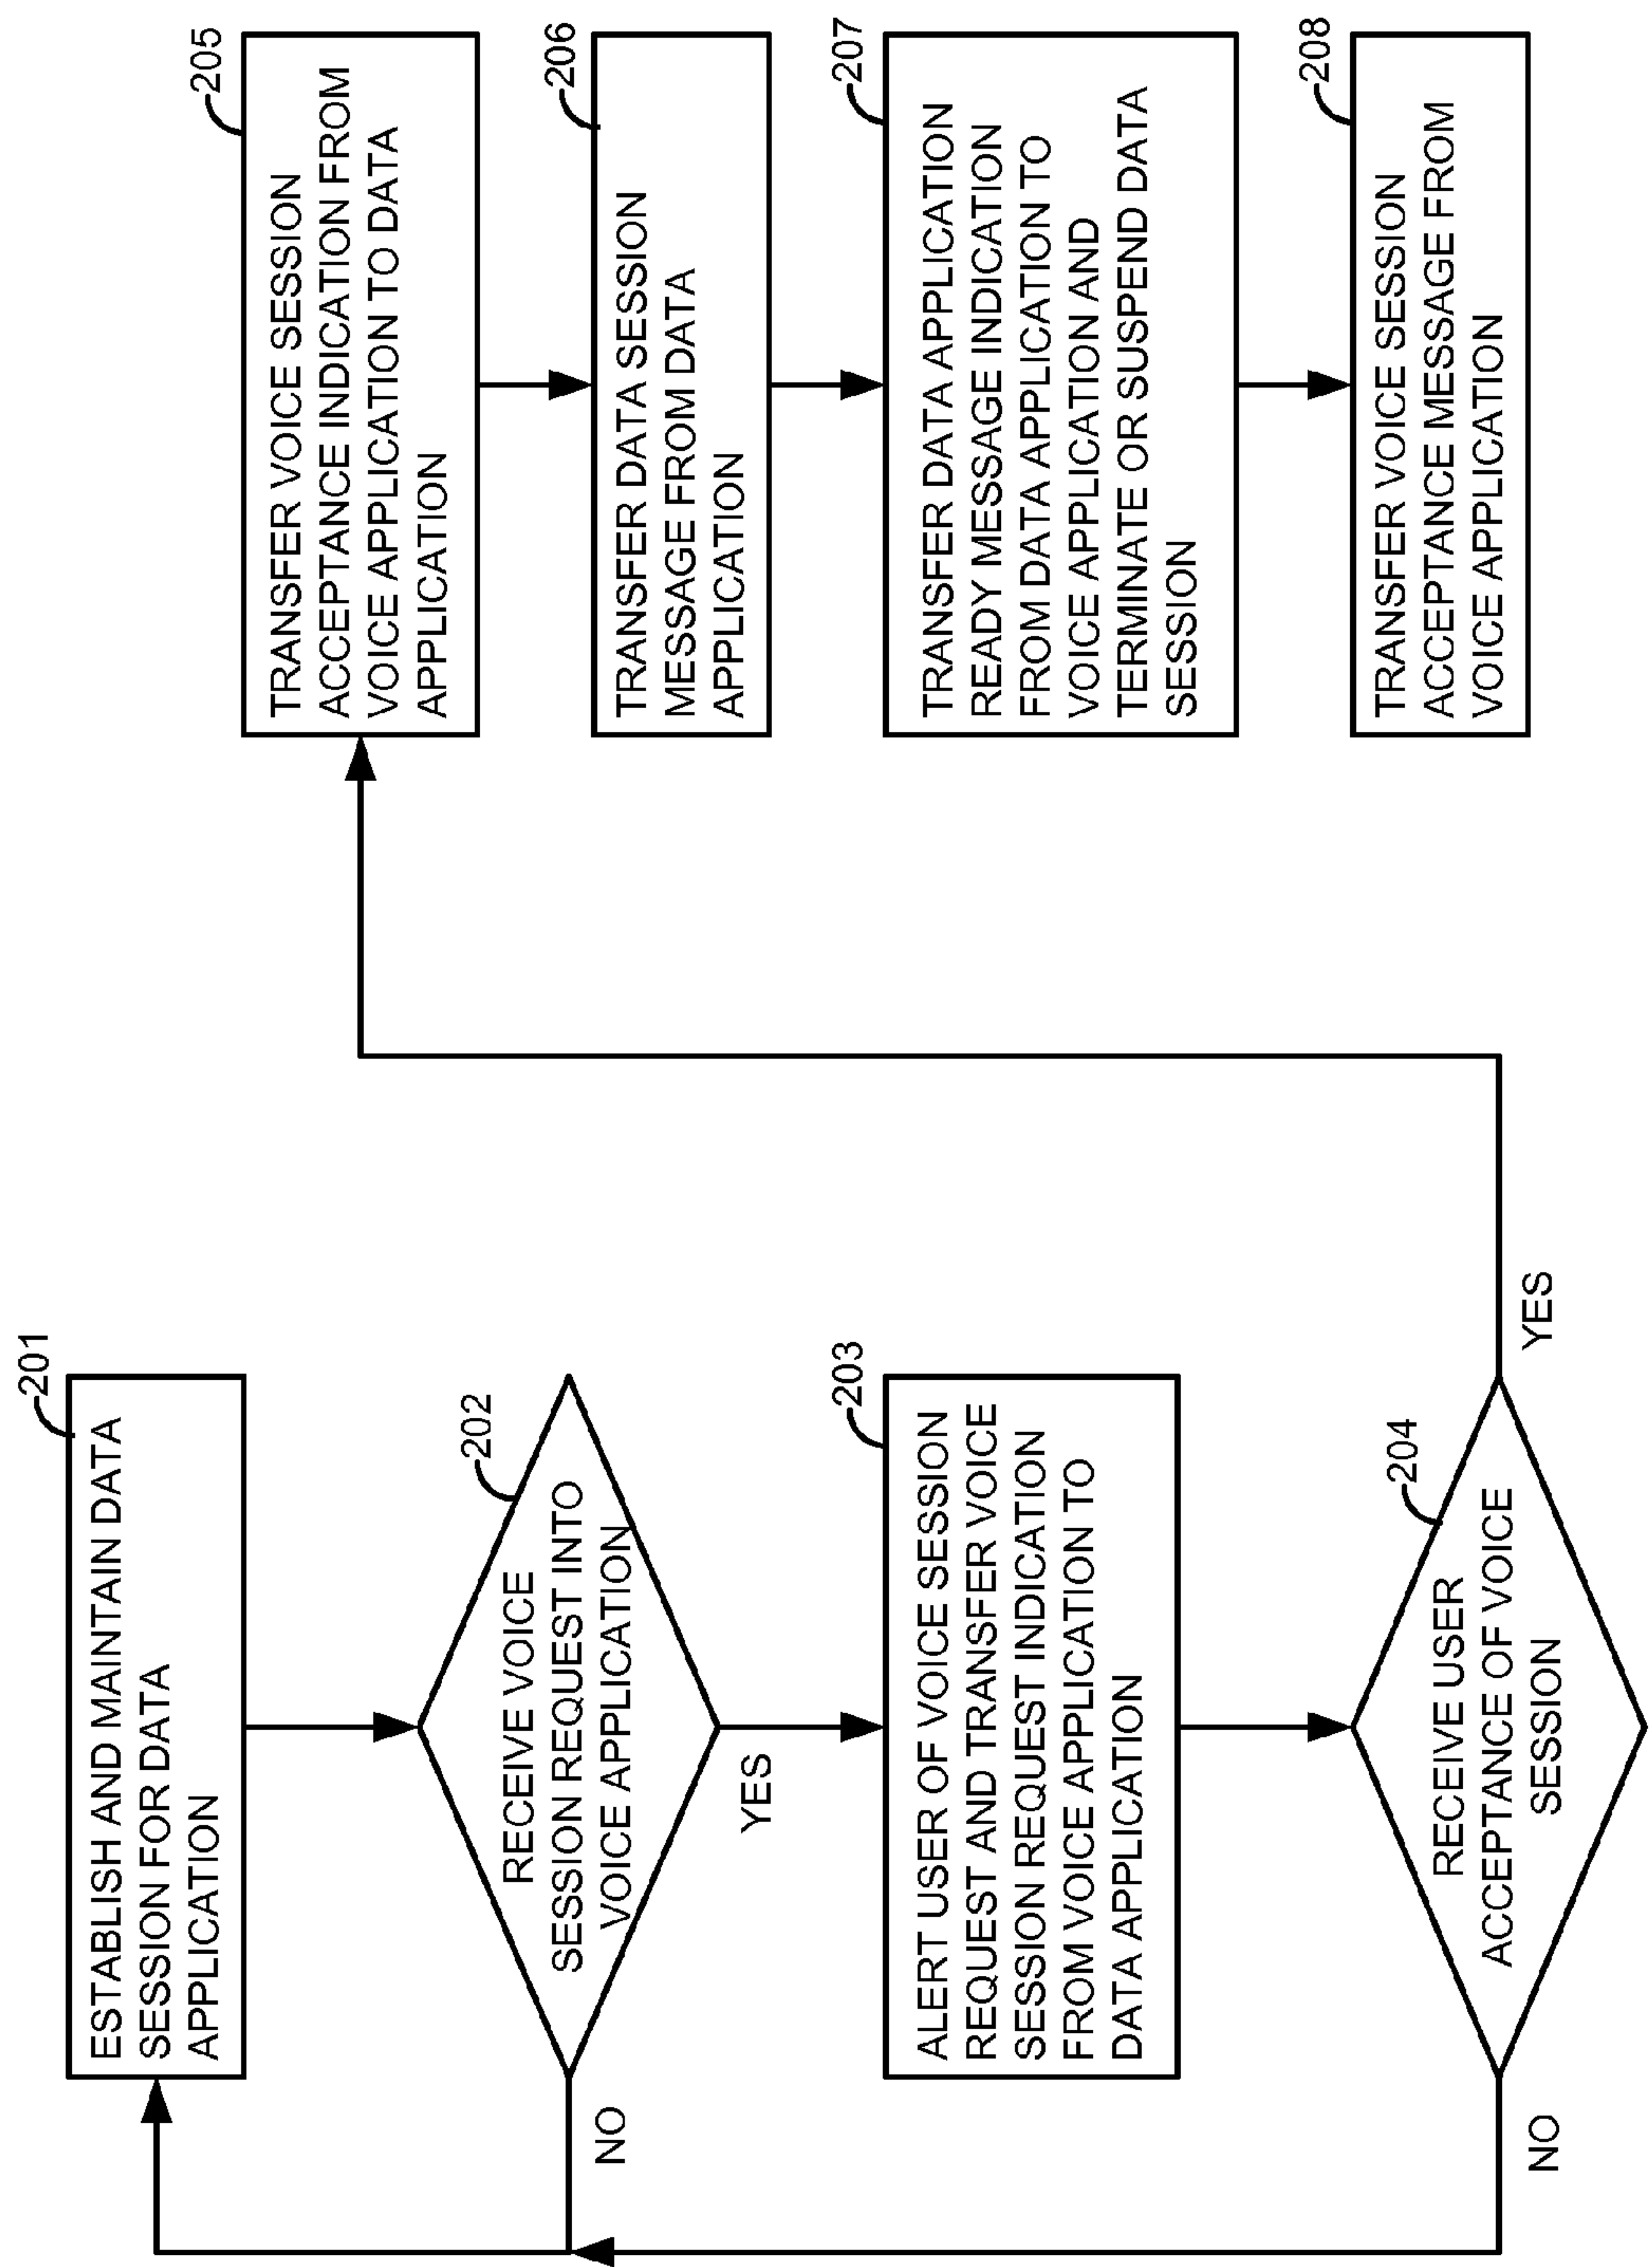 201
ESTABLISH AND MAINTAIN DATA
SESSION FOR DATA
APPLICATION
202
RECEIVE VOICE
SESSION REQUEST INTO
VOICE APPLICATION
NO
YES
203
ALERT USER OF VOICE SESSION
REQUEST AND TRANSFER VOICE
SESSION REQUEST INDICATION
FROM VOICE APPLICATION TO
DATA APPLICATION
204
RECEIVE USER
ACCEPTANCE OF VOICE
SESSION
NO
YES
205
TRANSFER VOICE SESSION
ACCEPTANCE INDICATION FROM
VOICE APPLICATION TO DATA
APPLICATION
206
TRANSFER DATA SESSION
MESSAGE FROM DATA
APPLICATION
207
TRANSFER DATA APPLICATION
READY MESSAGE INDICATION
FROM DATA APPLICATION TO
VOICE APPLICATION AND
TERMINATE OR SUSPEND DATA
SESSION
208
TRANSFER VOICE SESSION
ACCEPTANCE MESSAGE FROM
VOICE APPLICATION